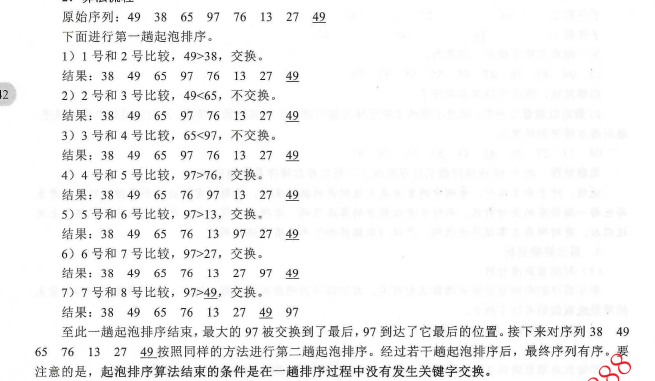 原始序列：49 38 65 97 76 13 27 49
下面进行第一趟起泡排序。
1）1 号和 2 号比较，49>38，交换。
结果：38 49 65 97 76 13 27 49
42
2）2 号和 3 号比较，49<65，不交换。
结果：38 49 65 97 76 13 27 49
3）3 号和 4 号比较，65<97，不交换。
结果：38 49 65 97 76 13 27 49
4）4 号和 5 号比较，97>76，交换。
结果：38 49 65 76 97 13 27 49
5）5 号和 6 号比较，97>13，交换。
结果：38 49 65 76 13 97 27 49
6）6 号和 7 号比较，97>27，交换。
结果：38 49 65 76 13 27 97 49
7）7 号和 8 号比较，97>49，交换。
结果：38 49 65 76 13 27 49 97
至此一趟起泡排序结束，最大的 97 被交换到了最后，97 到达了它最后的位置。接下来对序列 38 49
65 76 13 27 49 按照同样的方法进行第二趟起泡排序。经过若干趟起泡排序后，最终序列有序。要
注意的是，起泡排序算法结束的条件是在一趟排序过程中没有发生关键字交换。